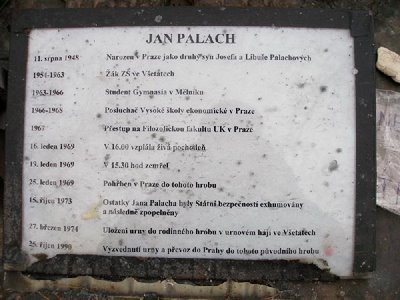 JAN PALACH
11. srpna 1948 Narozen v Praze jako druhý syn Josefa a Libuše Palachových
1954-1963 Žák ZŠ ve Všetatech
1963-1966 Student Gymnasia v Mělníku
1966-1968 Posluchač Vysoké školy ekonomické v Praze
1967 Přestup na Filozofickou fakultu UK v Praze
16. leden 1969 V 16.00 vzplála živá pochodeň
19. leden 1969 V 15.30 hod zemřel
25. leden 1969 Pohřben v Praze do tohoto hrobu
15. říjen 1973 Ostatky Jana Palacha byly Státní bezpečností exhumovány
a následně zpopelněny
27. březen 1974 Uložení urny do rodinného hrobu v urnovém háji ve Všetatech
25. říjen 1990 Vyzvednutí urny a převoz do Prahy do tohoto původního hrobu